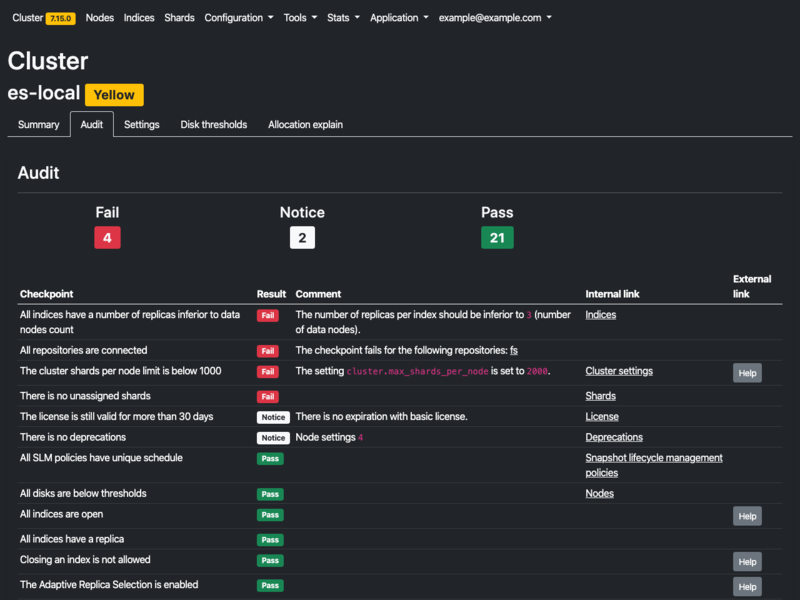 Cluster 7.15.0 Nodes Indices Shards Configuration Tools Stats Application example@example.com
Cluster
es-local Yellow
Summary Audit Settings Disk thresholds Allocation explain
Audit
Fail Notice Pass
4 2 21
Checkpoint Result Comment Internal link External link
All indices have a number of replicas inferior to data Fail The number of replicas per index should be inferior to 3 (number Indices
nodes count of data nodes).
All repositories are connected Fail The checkpoint fails for the following repositories: fs
The cluster shards per node limit is below 1000 Fail The setting cluster.max_shards_per_node is set to 2000. Cluster settings Help
There is no unassigned shards Fail Shards
The license is still valid for more than 30 days Notice There is no expiration with basic license. License
There is no deprecations Notice Node settings 4 Deprecations
All SLM policies have unique schedule Pass Snapshot lifecycle management
policies
All disks are below thresholds Pass Nodes
All indices are open Pass Help
All indices have a replica Pass
Closing an index is not allowed Pass Help
The Adaptive Replica Selection is enabled Pass Help